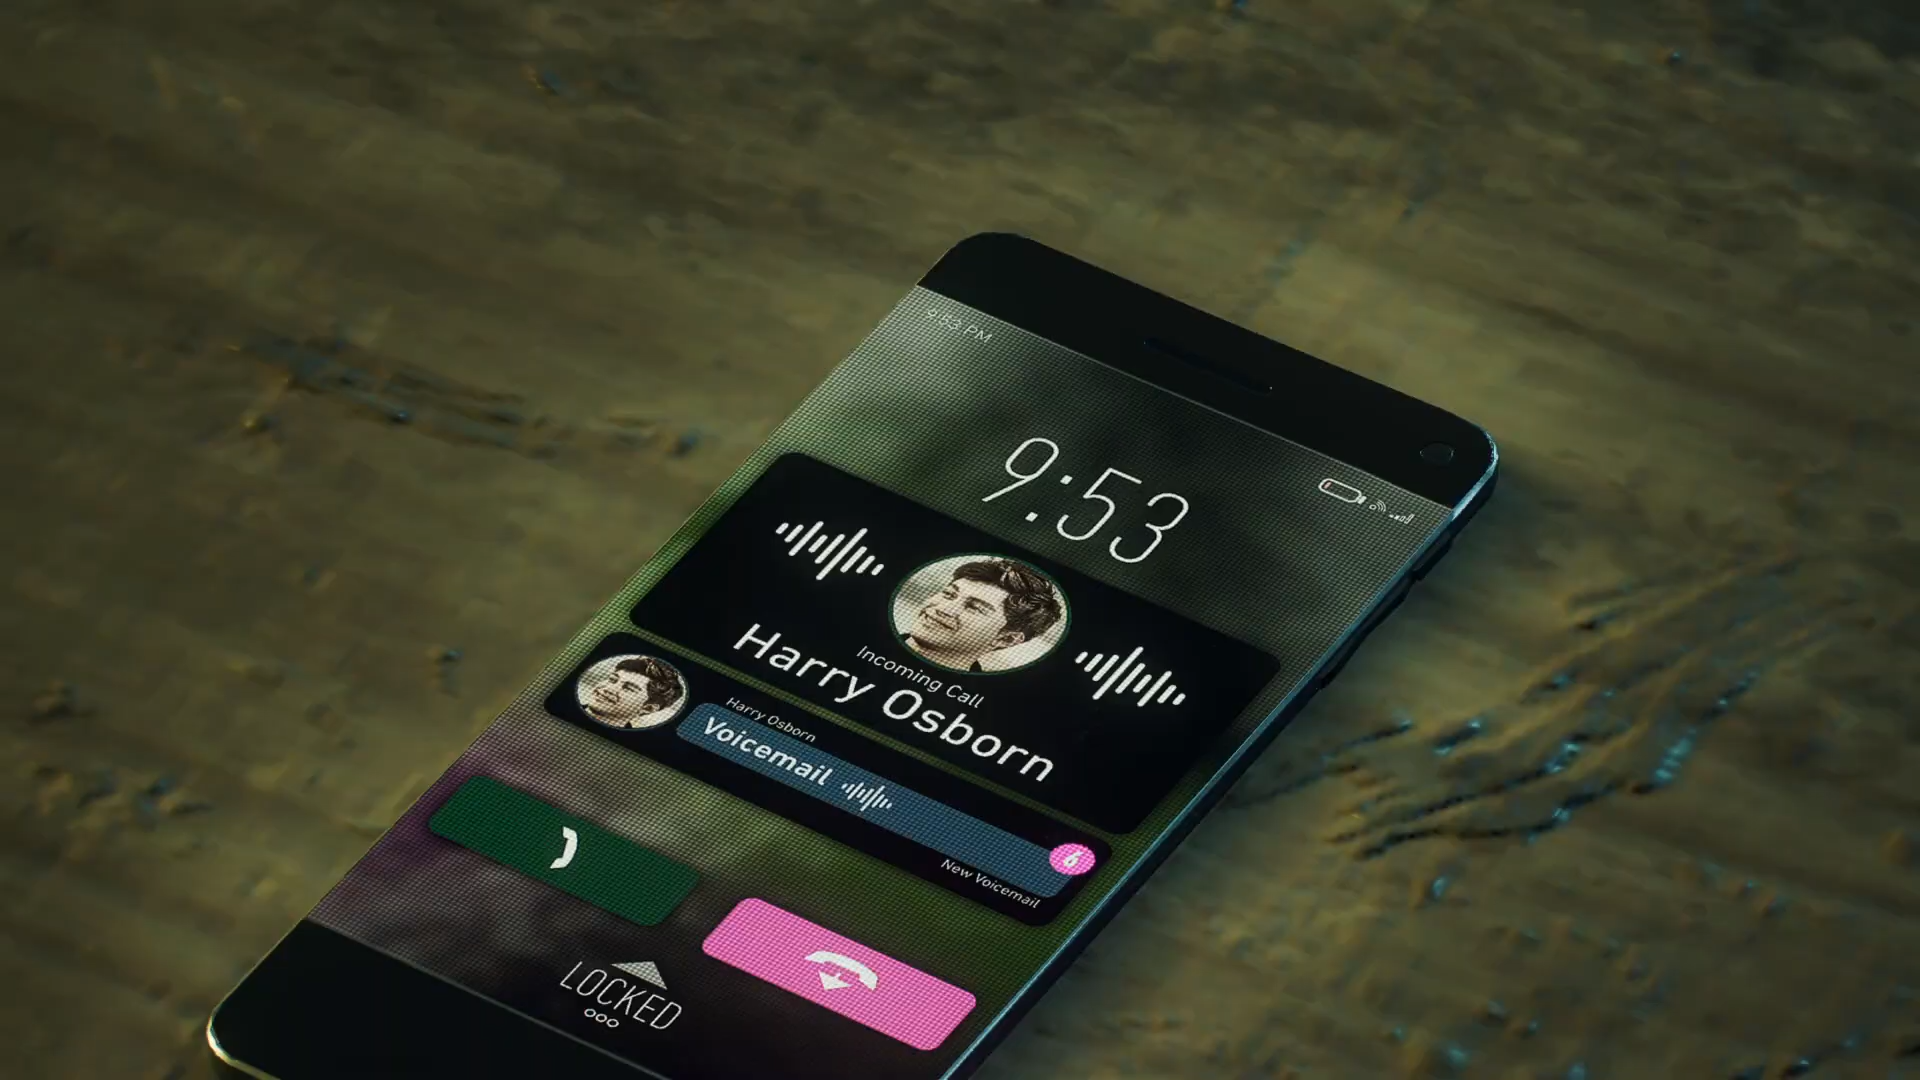 9:53 PM
9:53
Incoming Call
Harry Osborn
Harry Osborn
Voicemail
6
New Voicemail
LOCKED